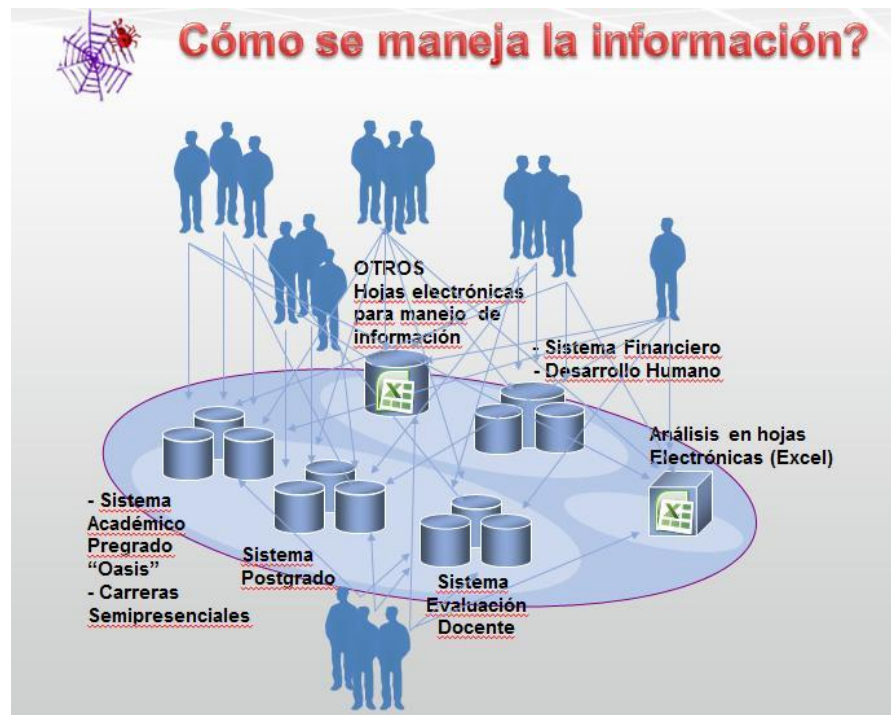 Cómo se maneja la información?
OTROS
Hojas electrónicas
para manejo de
información
- Sistema Financiero
- Desarrollo Humano
Análisis en hojas
Electrónicas (Excel)
- Sistema
Académico
Pregrado
“Oasis”
- Carreras
Semipresenciales
Sistema
Postgrado
Sistema
Evaluación
Docente